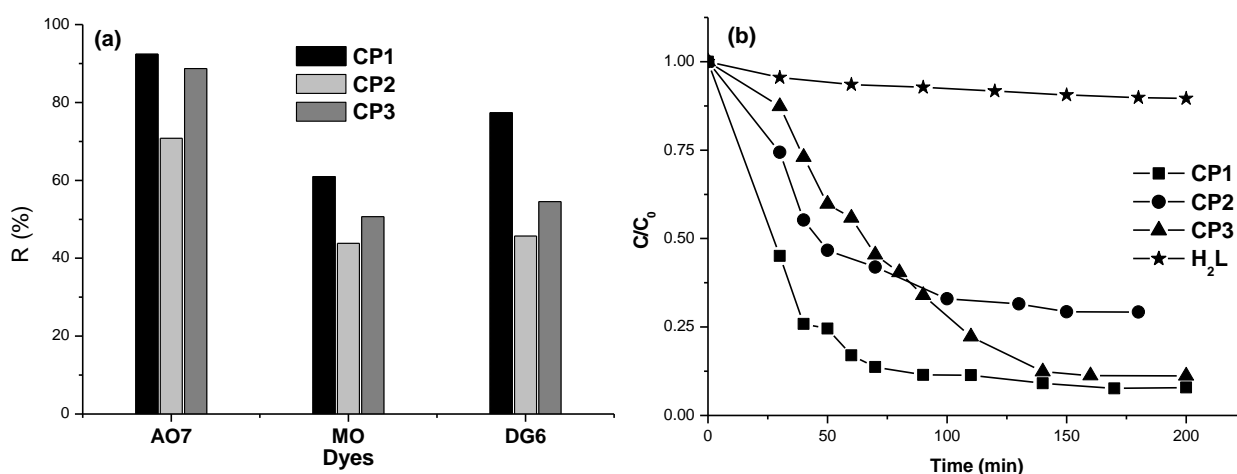 (a)
CP1
CP2
CP3
R (%)
100
80
60
40
20
0
AO7 MO DG6
Dyes
(b)
C/C₀
1.00
0.75
0.50
0.25
0.00
CP1
CP2
CP3
H₂L
0 50 100 150 200
Time (min)